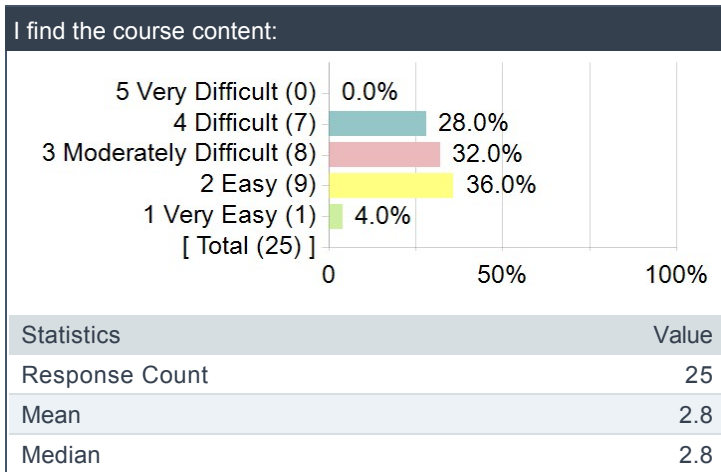 I find the course content:
5 Very Difficult (0) 0.0%
4 Difficult (7) 28.0%
3 Moderately Difficult (8) 32.0%
2 Easy (9) 36.0%
1 Very Easy (1) 4.0%
[ Total (25) ]
0 50% 100%
Statistics Value
Response Count 25
Mean 2.8
Median 2.8